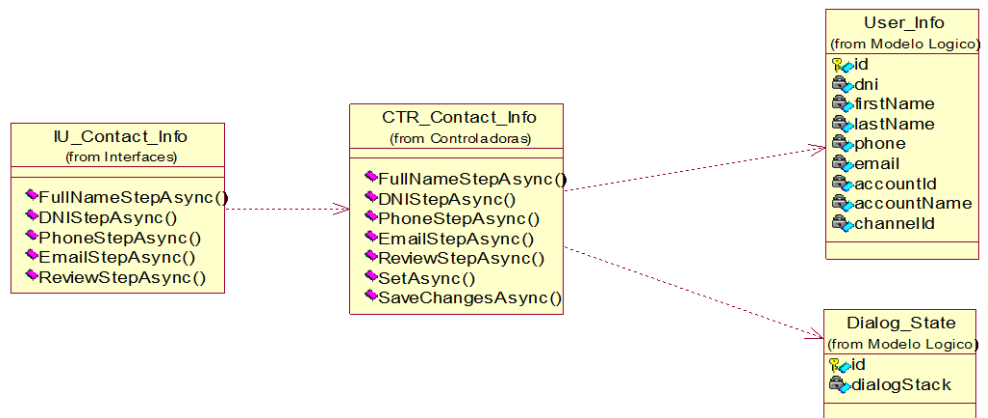 IU_Contact_Info
(from Interfaces)
FullNameStepAsync()
DNIStepAsync()
PhoneStepAsync()
EmailStepAsync()
ReviewStepAsync()
CTR_Contact_Info
(from Controladoras)
FullNameStepAsync()
DNIStepAsync()
PhoneStepAsync()
EmailStepAsync()
ReviewStepAsync()
SetAsync()
SaveChangesAsync()
User_Info
(from Modelo Logico)
id
dni
firstName
lastName
phone
email
accountId
accountName
channelId
Dialog_State
(from Modelo Logico)
id
dialogStack